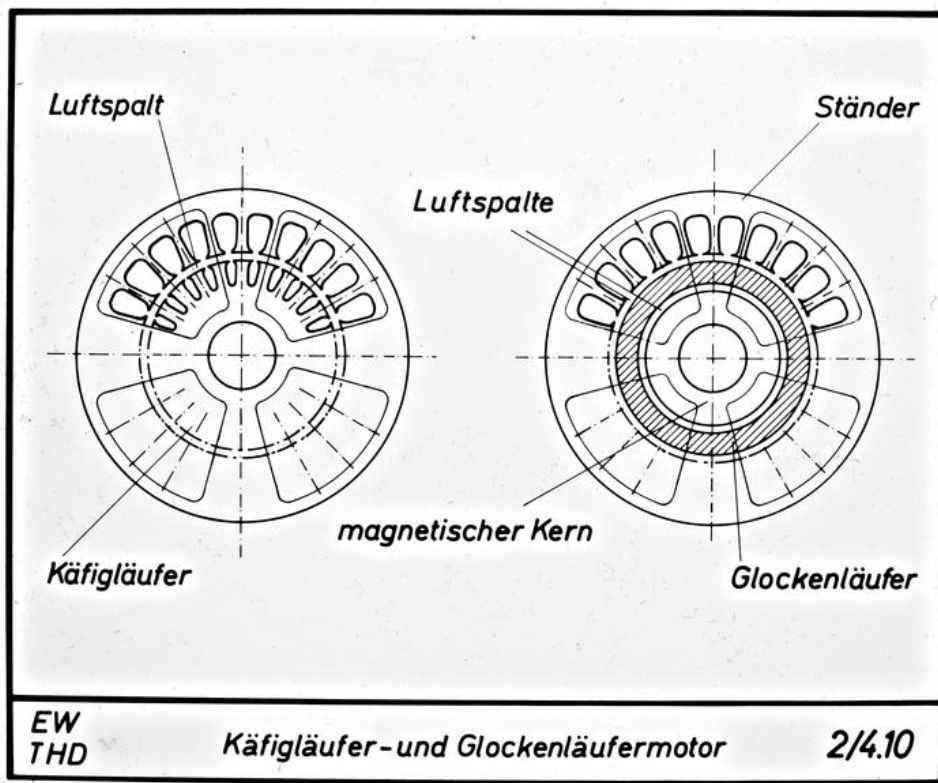 Luftspalt
Ständer
Luftspalte
magnetischer Kern
Käfigläufer
Glockenläufer
EW
THD
Käfigläufer-und Glockenläufermotor
2/4.10